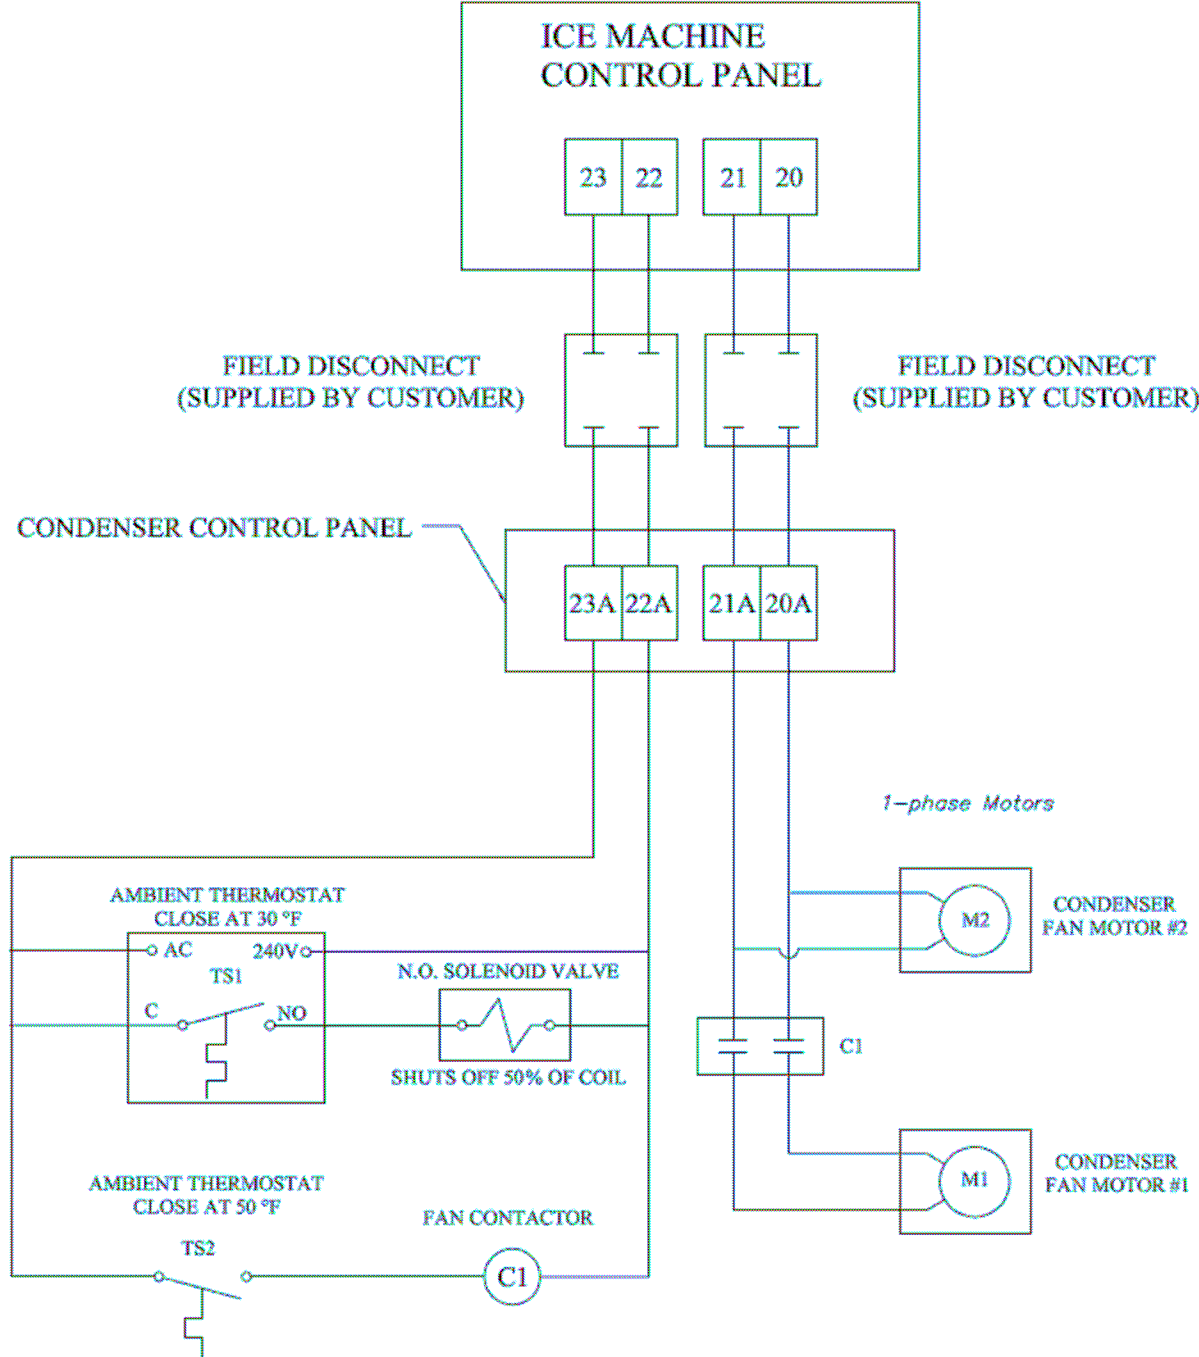 ICE MACHINE
CONTROL PANEL
23 22 21 20
FIELD DISCONNECT
(SUPPLIED BY CUSTOMER)
FIELD DISCONNECT
(SUPPLIED BY CUSTOMER)
CONDENSER CONTROL PANEL
23A 22A 21A 20A
1-phase Motors
AMBIENT THERMOSTAT
CLOSE AT 30 °F
AC 240V
TS1
C NO
N.O. SOLENOID VALVE
SHUTS OFF 50% OF COIL
M2
CONDENSER
FAN MOTOR #2
C1
M1
CONDENSER
FAN MOTOR #1
AMBIENT THERMOSTAT
CLOSE AT 50 °F
TS2
FAN CONTACTOR
C1